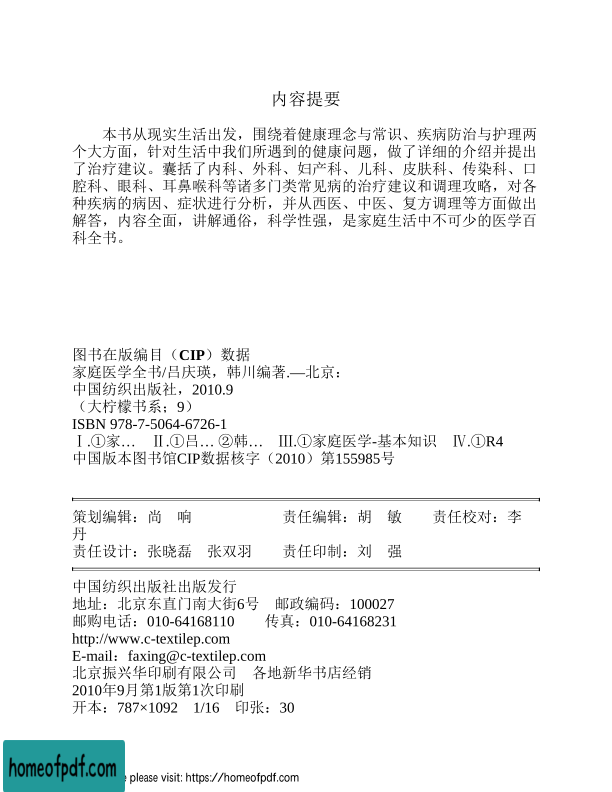 内容提要
本书从现实生活出发，围绕着健康理念与常识、疾病防治与护理两
个大方面，针对生活中我们所遇到的健康问题，做了详细的介绍并提出
了治疗建议。囊括了内科、外科、妇产科、儿科、皮肤科、传染科、口
腔科、眼科、耳鼻喉科等诸多门类常见病的治疗建议和调理攻略，对各
种疾病的病因、症状进行分析，并从西医、中医、复方调理等方面做出
解答，内容全面，讲解通俗，科学性强，是家庭生活中不可少的医学百
科全书。
图书在版编目（CIP）数据
家庭医学全书/吕庆瑛，韩川编著.—北京：
中国纺织出版社，2010.9
（大柠檬书系；9）
ISBN 978-7-5064-6726-1
Ⅰ.①家… Ⅱ.①吕… ②韩… Ⅲ.①家庭医学-基本知识 Ⅳ.①R4
中国版本图书馆CIP数据核字（2010）第155985号
策划编辑：尚 响 责任编辑：胡 敏 责任校对：李
丹
责任设计：张晓磊 张双羽 责任印制：刘 强
中国纺织出版社出版发行
地址：北京东直门南大街6号 邮政编码：100027
邮购电话：010-64168110 传真：010-64168231
http://www.c-textilep.com
E-mail：faxing@c-textilep.com
北京振兴华印刷有限公司 各地新华书店经销
2010年9月第1版第1次印刷
开本：787×1092 1/16 印张：30
homeofpdf.com
please visit: https://homeofpdf.com